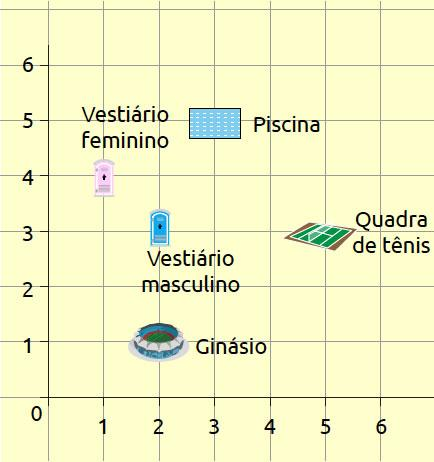 6
5
Vestiário
feminino
Piscina
4
3
Quadra
de tênis
Vestiário
masculino
2
1
Ginásio
0
1
2
3
4
5
6